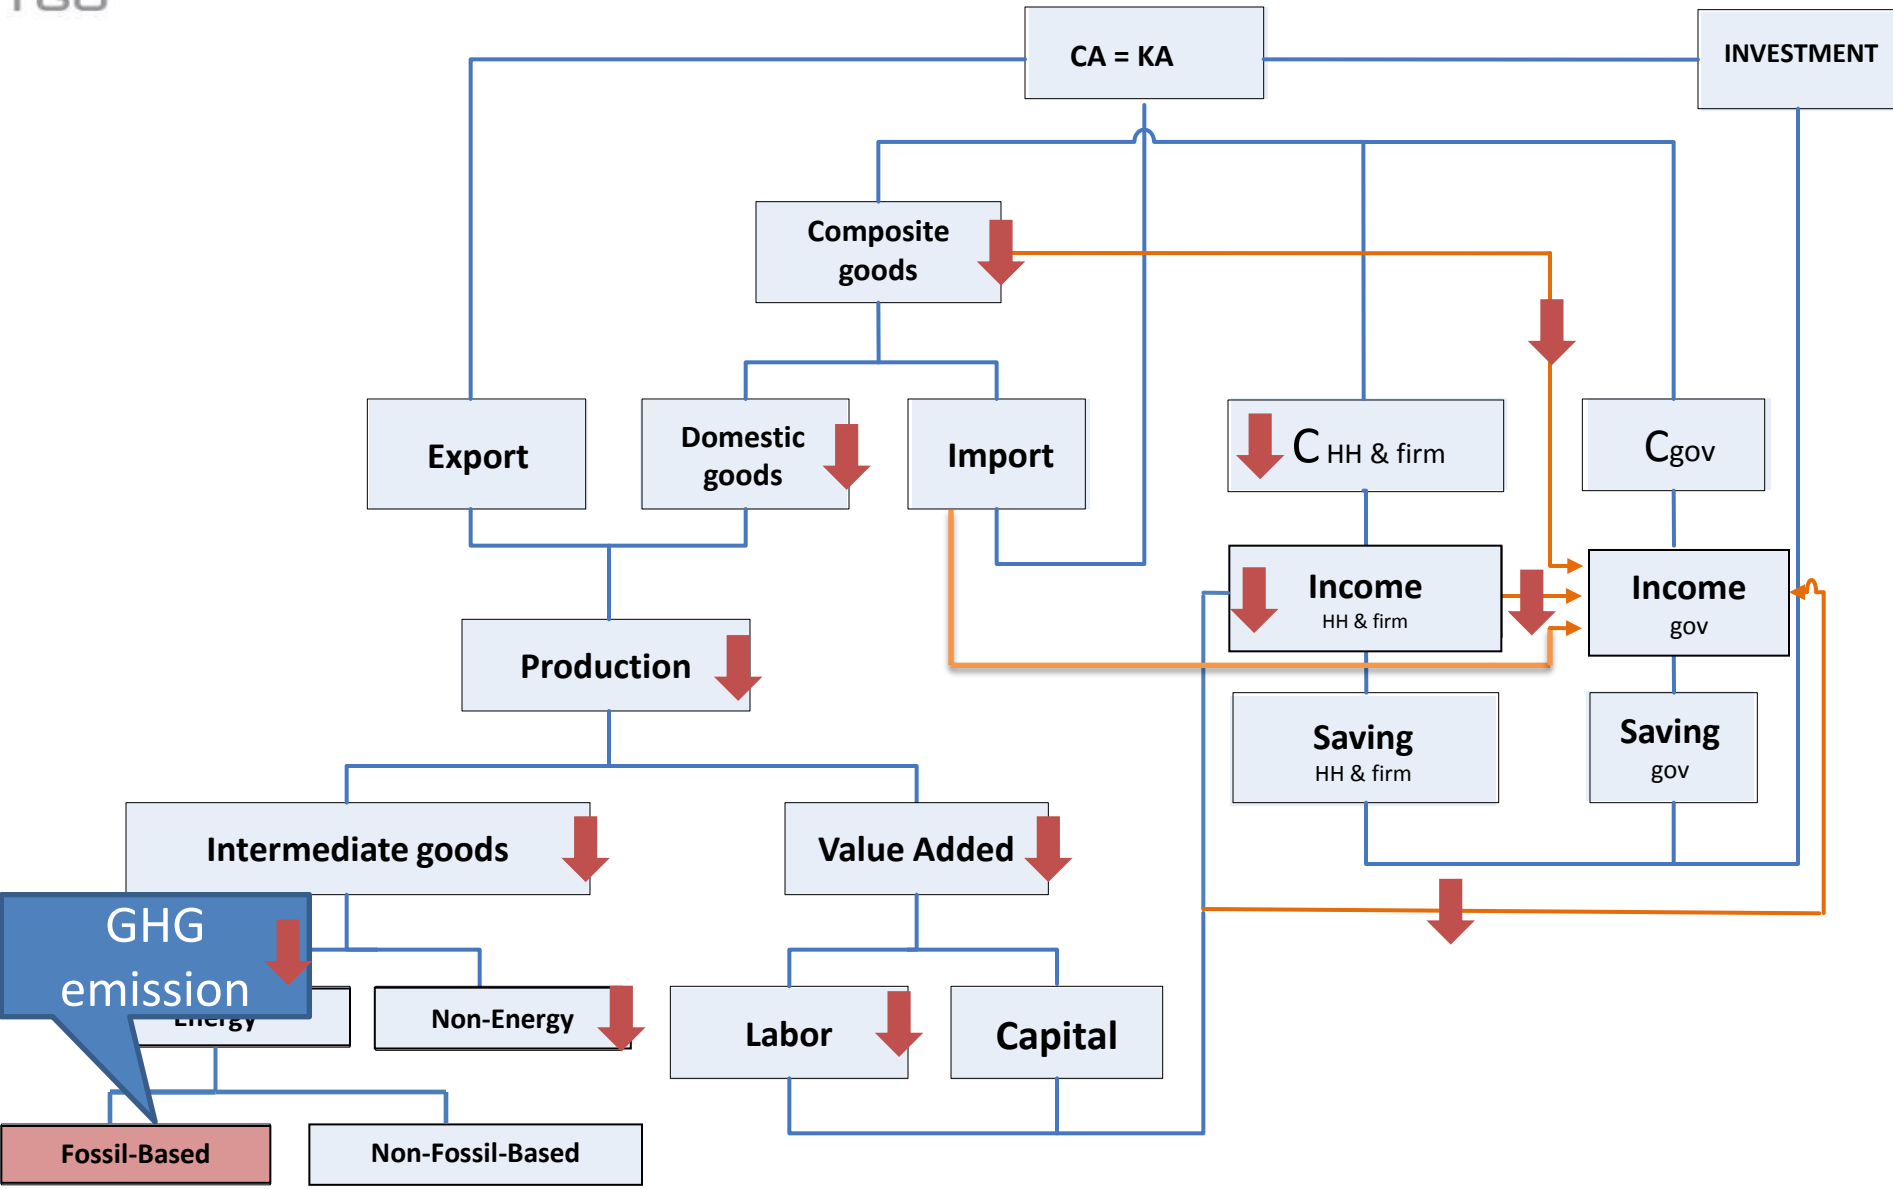 CA = KA
INVESTMENT
Composite
goods
Export
Domestic
goods
Import
C HH & firm
Cgov
Income
HH & firm
Income
gov
Production
Saving
HH & firm
Saving
gov
Intermediate goods
Value Added
GHG
emission
Energy
Non-Energy
Labor
Capital
Fossil-Based
Non-Fossil-Based